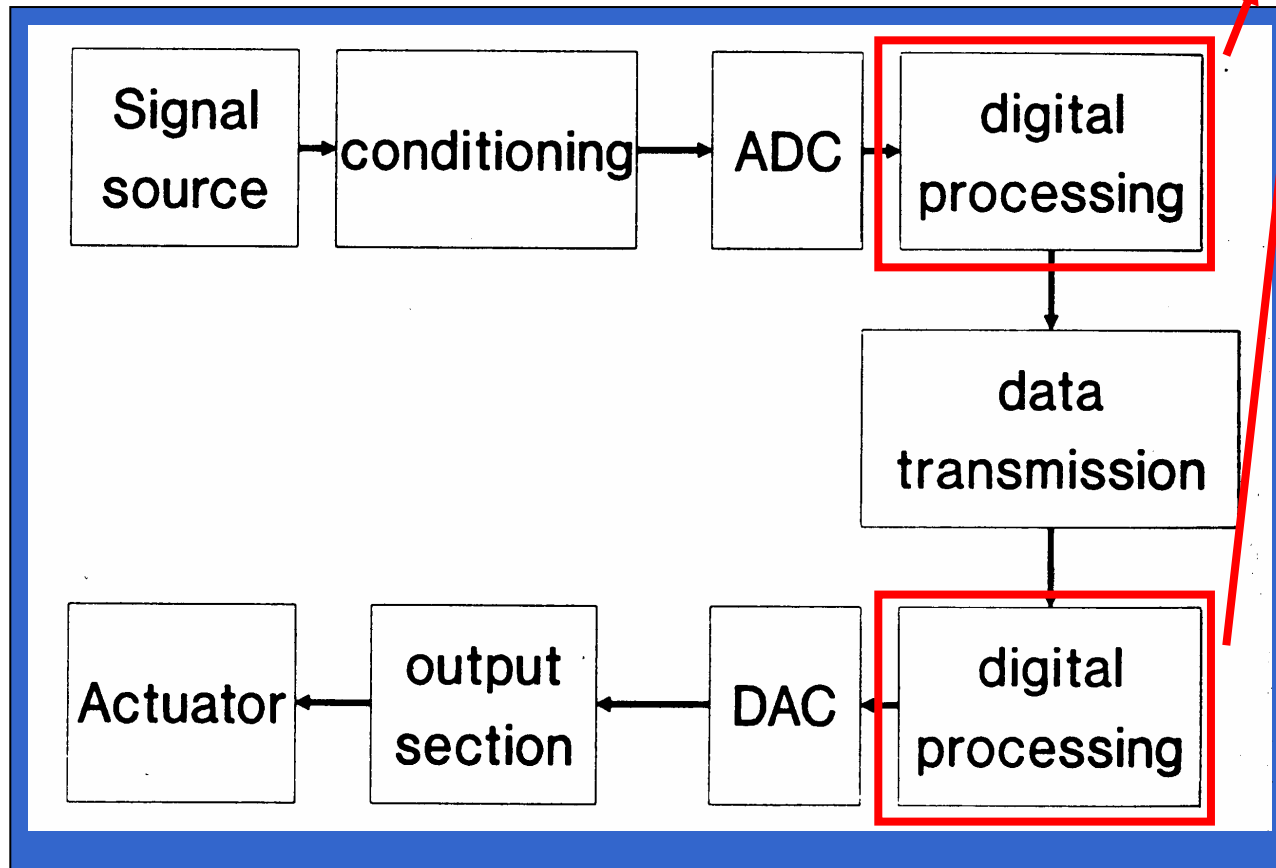 Signal
source
conditioning
ADC
digital
processing
data
transmission
digital
processing
DAC
output
section
Actuator